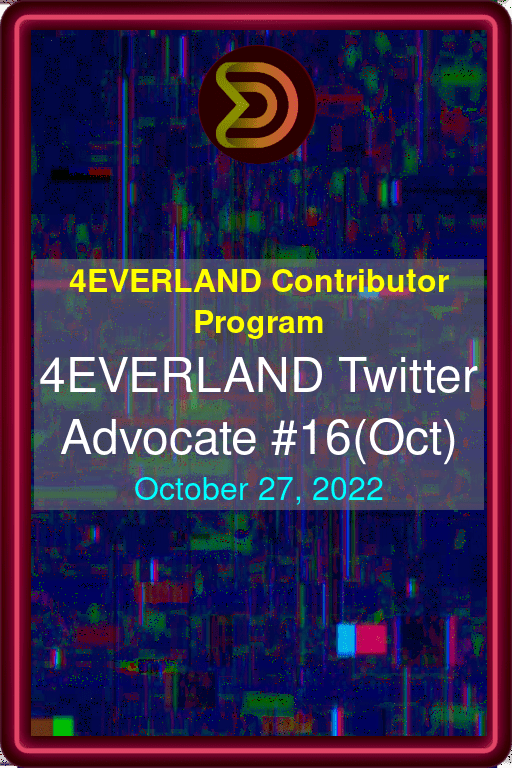 4EVERLAND Contributor
Program
4EVERLAND Twitter
Advocate #16(Oct)
October 27, 2022